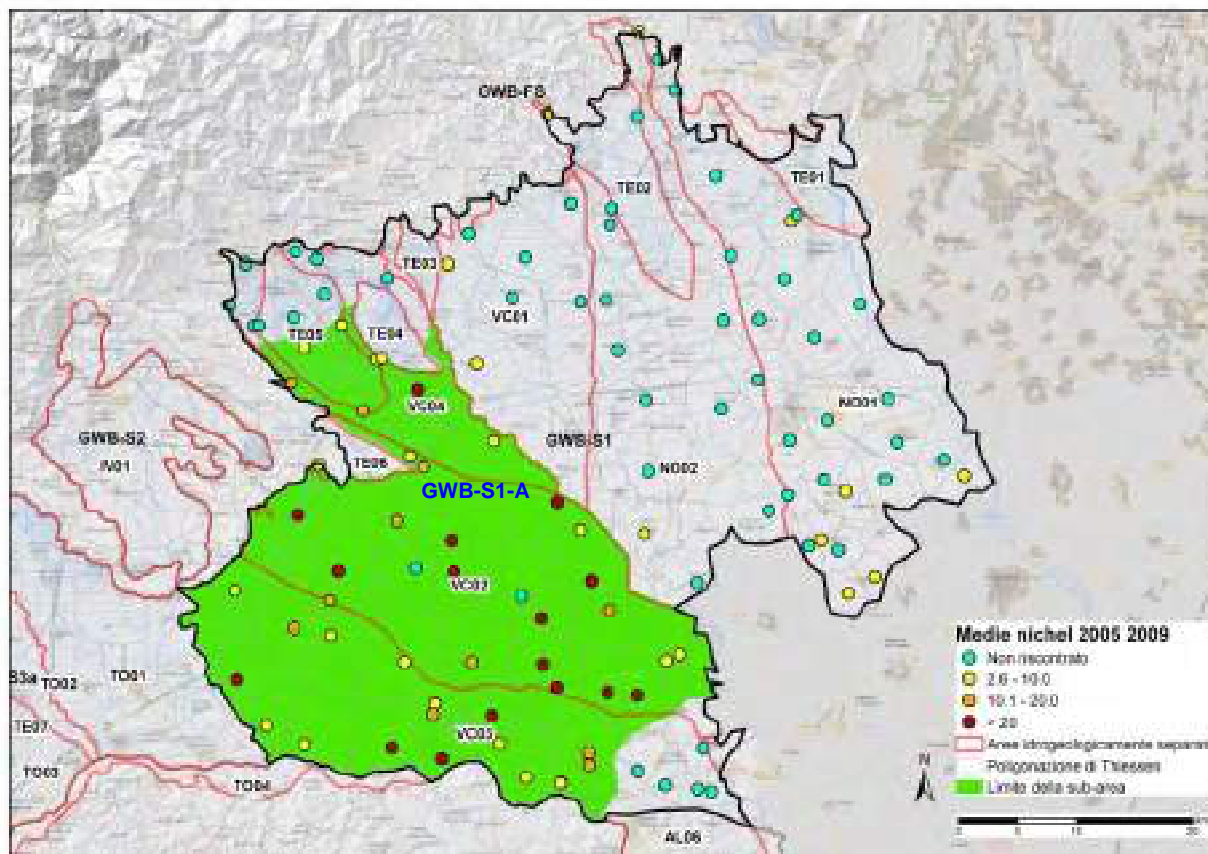 GWB-FS
TE01
TE02
TE03
VC01
TE05
TE04
VC04
NO01
GWB-S2
IV01
GWB-S1
TE06
NO02
GWB-S1-A
VC02
TO01
TO02
TE07
VC03
TO03
TO04
AL06
Medie nichel 2005 2009
Non riscontrato
2.6 - 10.0
10.1 - 20.0
Aree idrogeologicamente separate
Poligonazione di Thiessen
Limite della sub-area
N